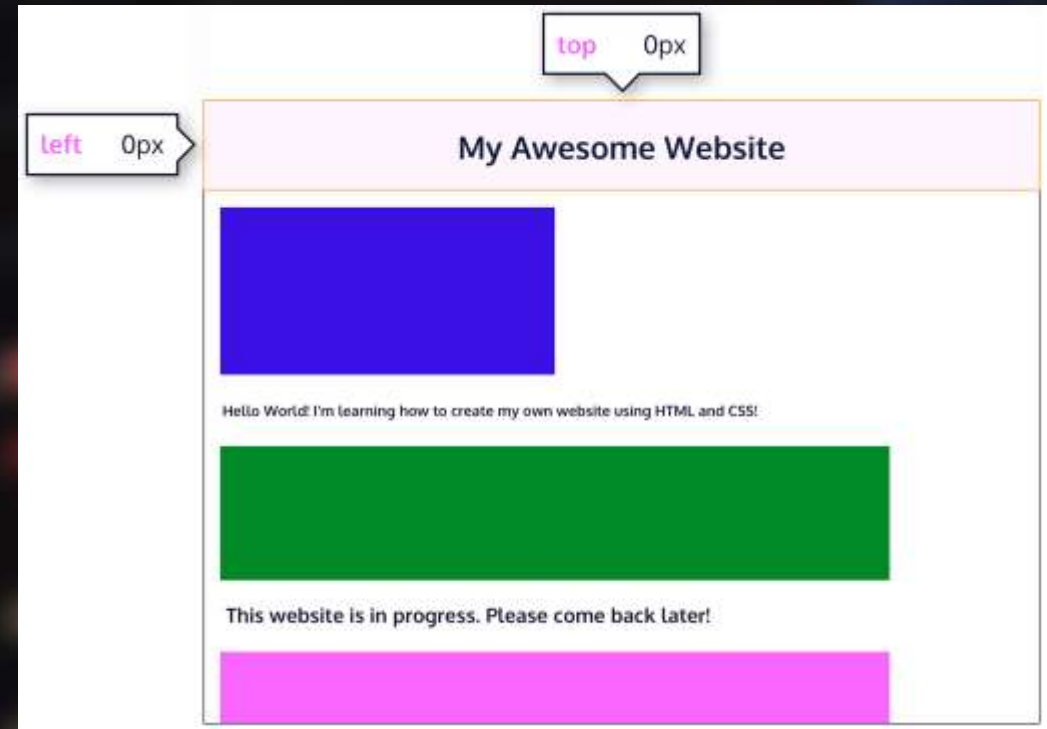 top 0px
left 0px
My Awesome Website
Hello World! I'm learning how to create my own website using HTML and CSS!
This website is in progress. Please come back later!